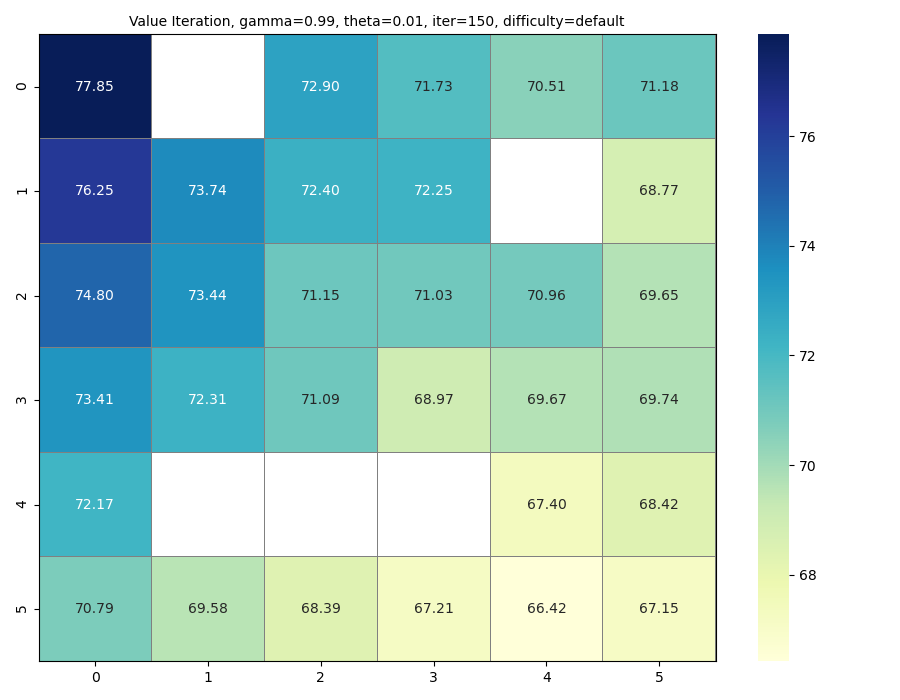 Value Iteration, gamma=0.99, theta=0.01, iter=150, difficulty=default
0 77.85 72.90 71.73 70.51 71.18
1 76.25 73.74 72.40 72.25 68.77
2 74.80 73.44 71.15 71.03 70.96 69.65
3 73.41 72.31 71.09 68.97 69.67 69.74
4 72.17 67.40 68.42
5 70.79 69.58 68.39 67.21 66.42 67.15
0 1 2 3 4 5
76
74
72
70
68